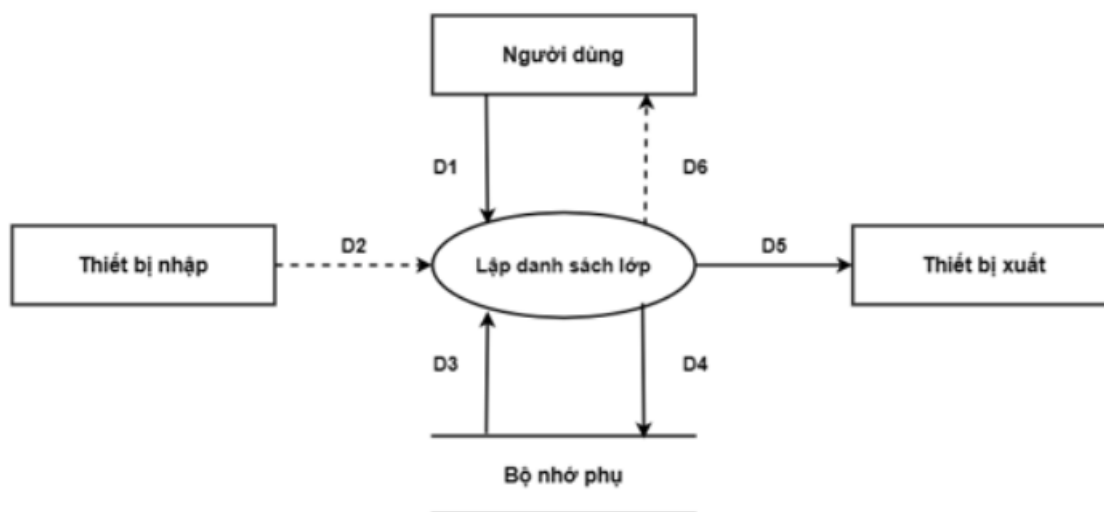 Người dùng
D1
D6
Thiết bị nhập
D2
Lập danh sách lớp
D5
Thiết bị xuất
D3
D4
Bộ nhớ phụ